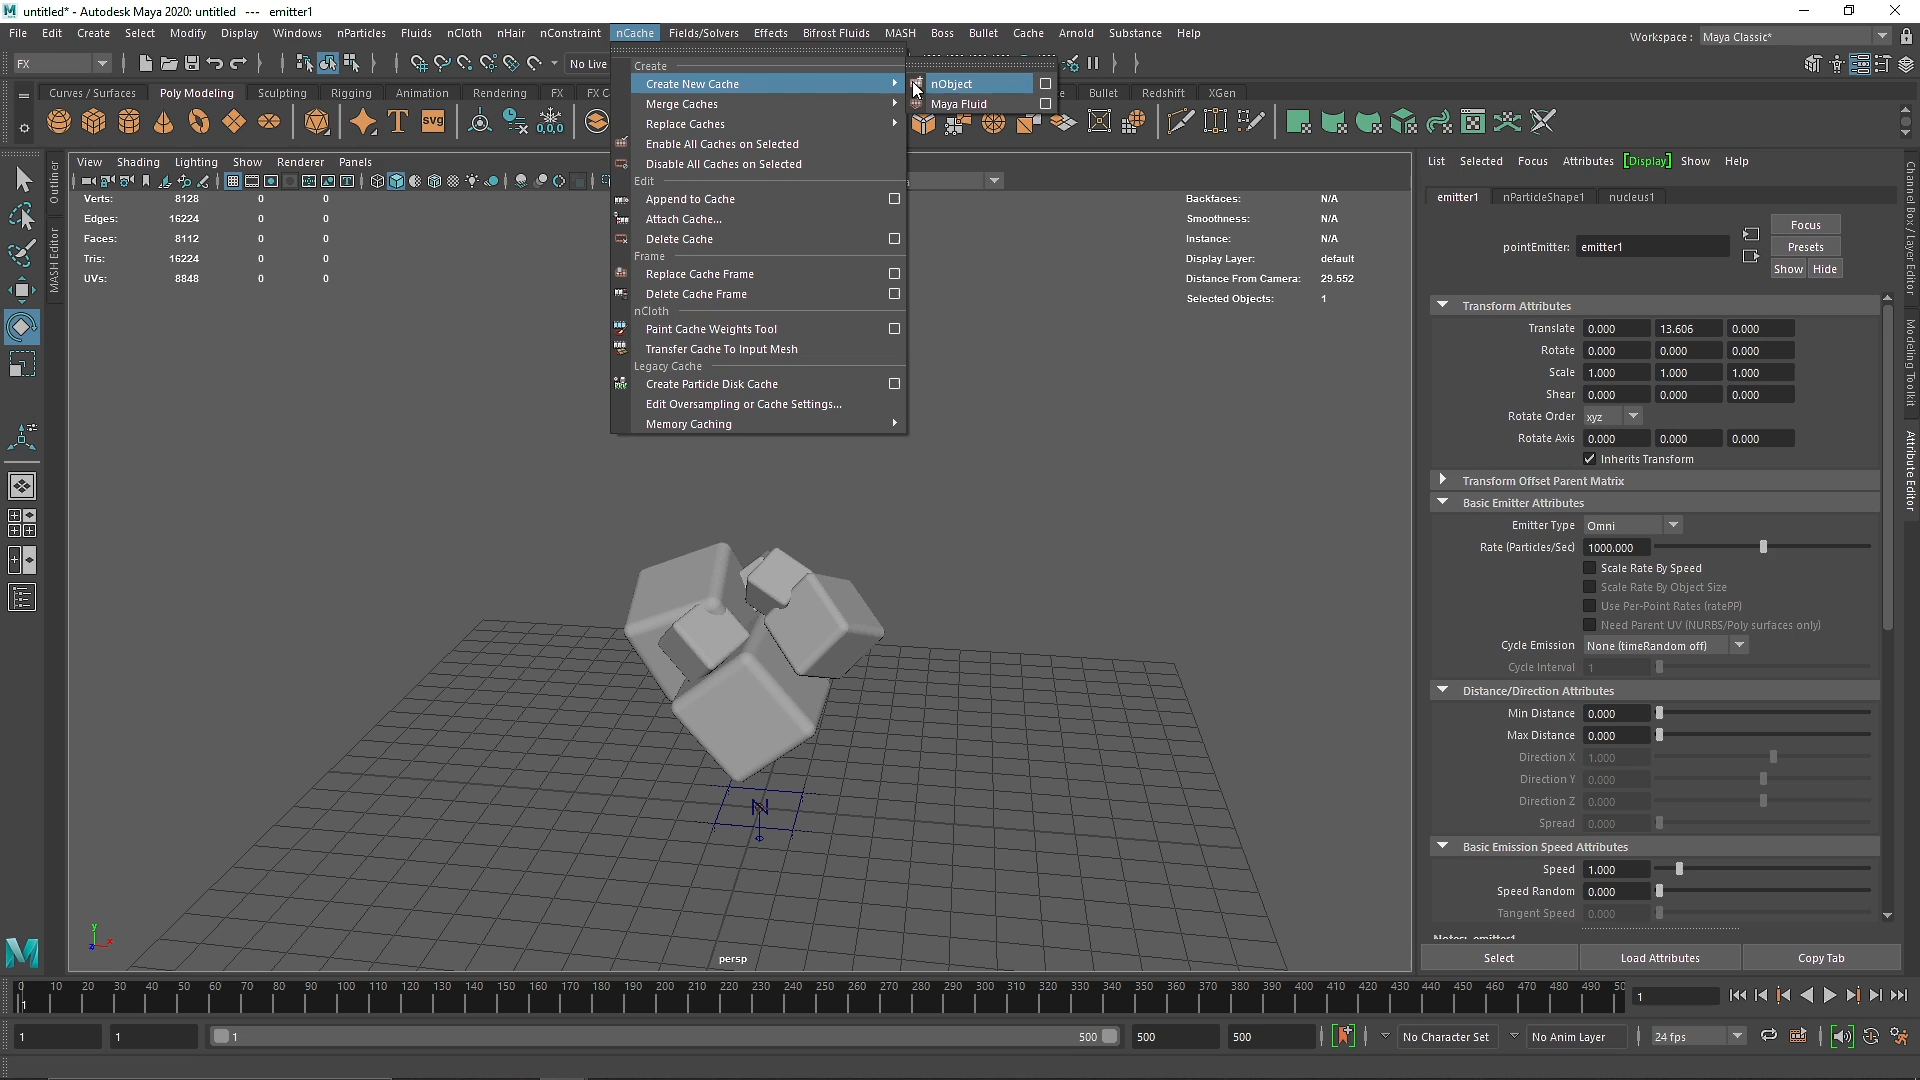 untitled* - Autodesk Maya 2020: untitled --- emitter1
File Edit Create Select Modify Display Windows nParticles Fluids nCloth nHair nConstraint nCache Fields/Solvers Effects Bifrost Fluids MASH Boss Bullet Cache Arnold Substance Help
Workspace : Maya Classic*
FX
No Live
Curves / Surfaces Poly Modeling Sculpting Rigging Animation Rendering FX FX C Bullet Redshift XGen
svg
Create
Create New Cache
Merge Caches
Replace Caches
Enable All Caches on Selected
Disable All Caches on Selected
Edit
Append to Cache
Attach Cache...
Delete Cache
Frame
Replace Cache Frame
Delete Cache Frame
nCloth
Paint Cache Weights Tool
Transfer Cache To Input Mesh
Legacy Cache
Create Particle Disk Cache
Edit Oversampling or Cache Settings...
Memory Caching
nObject
Maya Fluid
Outliner
MASH Editor
View Shading Lighting Show Renderer Panels
Verts: 8128 0 0
Edges: 16224 0 0
Faces: 8112 0 0
Tris: 16224 0 0
UVs: 8848 0 0
Backfaces: N/A
Smoothness: N/A
Instance: N/A
Display Layer: default
Distance From Camera: 29.552
Selected Objects: 1
N
y
x
z
persp
List Selected Focus Attributes [Display] Show Help
emitter1 nParticleShape1 nucleus1
pointEmitter: emitter1
Focus
Presets
Show Hide
Transform Attributes
Translate 0.000 13.606 0.000
Rotate 0.000 0.000 0.000
Scale 1.000 1.000 1.000
Shear 0.000 0.000 0.000
Rotate Order xyz
Rotate Axis 0.000 0.000 0.000
Inherits Transform
Transform Offset Parent Matrix
Basic Emitter Attributes
Emitter Type Omni
Rate (Particles/Sec) 1000.000
Scale Rate By Speed
Scale Rate By Object Size
Use Per-Point Rates (ratePP)
Need Parent UV (NURBS/Poly surfaces only)
Cycle Emission None (timeRandom off)
Cycle Interval 1
Distance/Direction Attributes
Min Distance 0.000
Max Distance 0.000
Direction X 1.000
Direction Y 0.000
Direction Z 0.000
Spread 0.000
Basic Emission Speed Attributes
Speed 1.000
Speed Random 0.000
Tangent Speed 0.000
Notes: emitter1
Select Load Attributes Copy Tab
Channel Box / Layer Editor
Modeling Toolkit
Attribute Editor
0 10 20 30 40 50 60 70 80 90 100 110 120 130 140 150 160 170 180 190 200 210 220 230 240 250 260 270 280 290 300 310 320 330 340 350 360 370 380 390 400 410 420 430 440 450 460 470 480 490 50
1
1
1 1 1 500 500 500 No Character Set No Anim Layer 24 fps